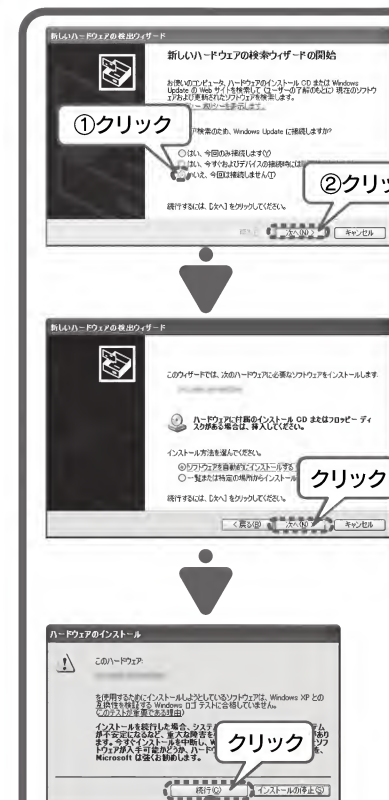 新しいハードウェアの検出ウィザード
新しいハードウェアの検索ウィザードの開始
お使いのコンピュータ、ハードウェアのインストール CD または Windows
Update の Web サイトを検索して (ユーザーの了解のもとに) 現在のソフトウ
ェアおよび更新されたソフトウェアを検索します。
シーを表示します。
①クリック
ア検索のため、Windows Update に接続しますか?
はい、今回のみ接続します(Y)
はい、今すぐおよびデバイスの接続時には
いいえ、今回は接続しません(T)
②クリッ
続行するには、[次へ] をクリックしてください。
次へ(N) >
キャンセル
新しいハードウェアの検出ウィザード
このウィザードでは、次のハードウェアに必要なソフトウェアをインストールします:
ハードウェアに付属のインストール CD またはフロッピー ディ
スクがある場合は、挿入してください。
インストール方法を選んでください。
ソフトウェアを自動的にインストールする
一覧または特定の場所からインストール
クリック
続行するには、[次へ] をクリックしてください。
< 戻る(B)
次へ(N) >
キャンセル
ハードウェアのインストール
このハードウェア:
を使用するためにインストールしようとしているソフトウェアは、Windows XP との
互換性を検証する Windows ロゴ テストに合格していません。
(このテストが重要である理由)
インストールを続行した場合、システ
が不安定になるなど、重大な障害を
ます。今すぐインストールを中断し、W
トウェアが入手可能かどうか、ハード
Microsoft は強くお勧めします。
クリック
続行(C)
インストールの停止(S)